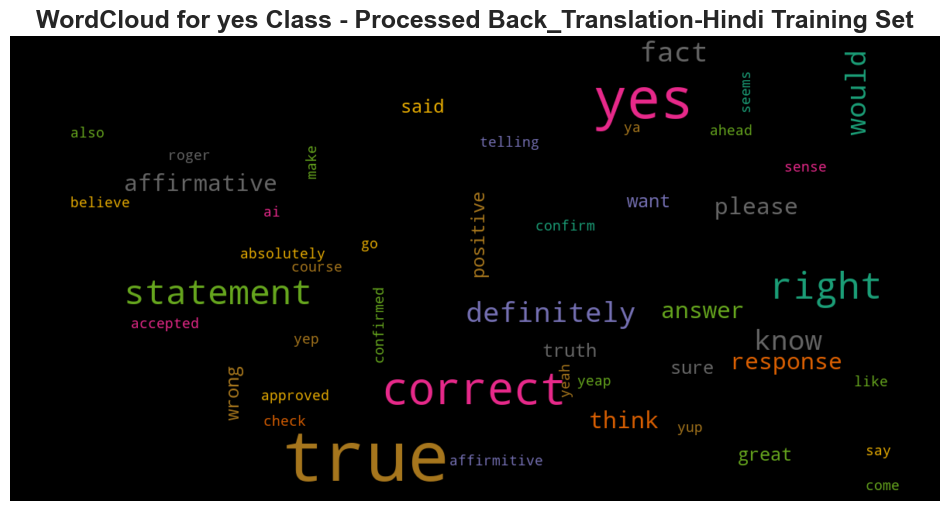 WordCloud for yes Class - Processed Back_Translation-Hindi Training Set
fact
yes
would
seems
said
ya
ahead
also
telling
roger
make
sense
affirmative
believe
ai
want
please
positive
confirm
go
absolutely
course
right
statement
definitely
answer
accepted
confirmed
yep
truth
know
response
sure
wrong
yeah
yeap
like
approved
correct
check
think
yup
true
affirmitive
great
say
come